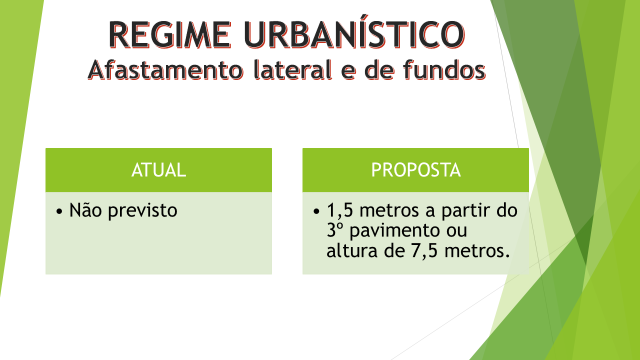 REGIME URBANÍSTICO
Afastamento lateral e de fundos
ATUAL
• Não previsto
PROPOSTA
• 1,5 metros a partir do
3º pavimento ou
altura de 7,5 metros.